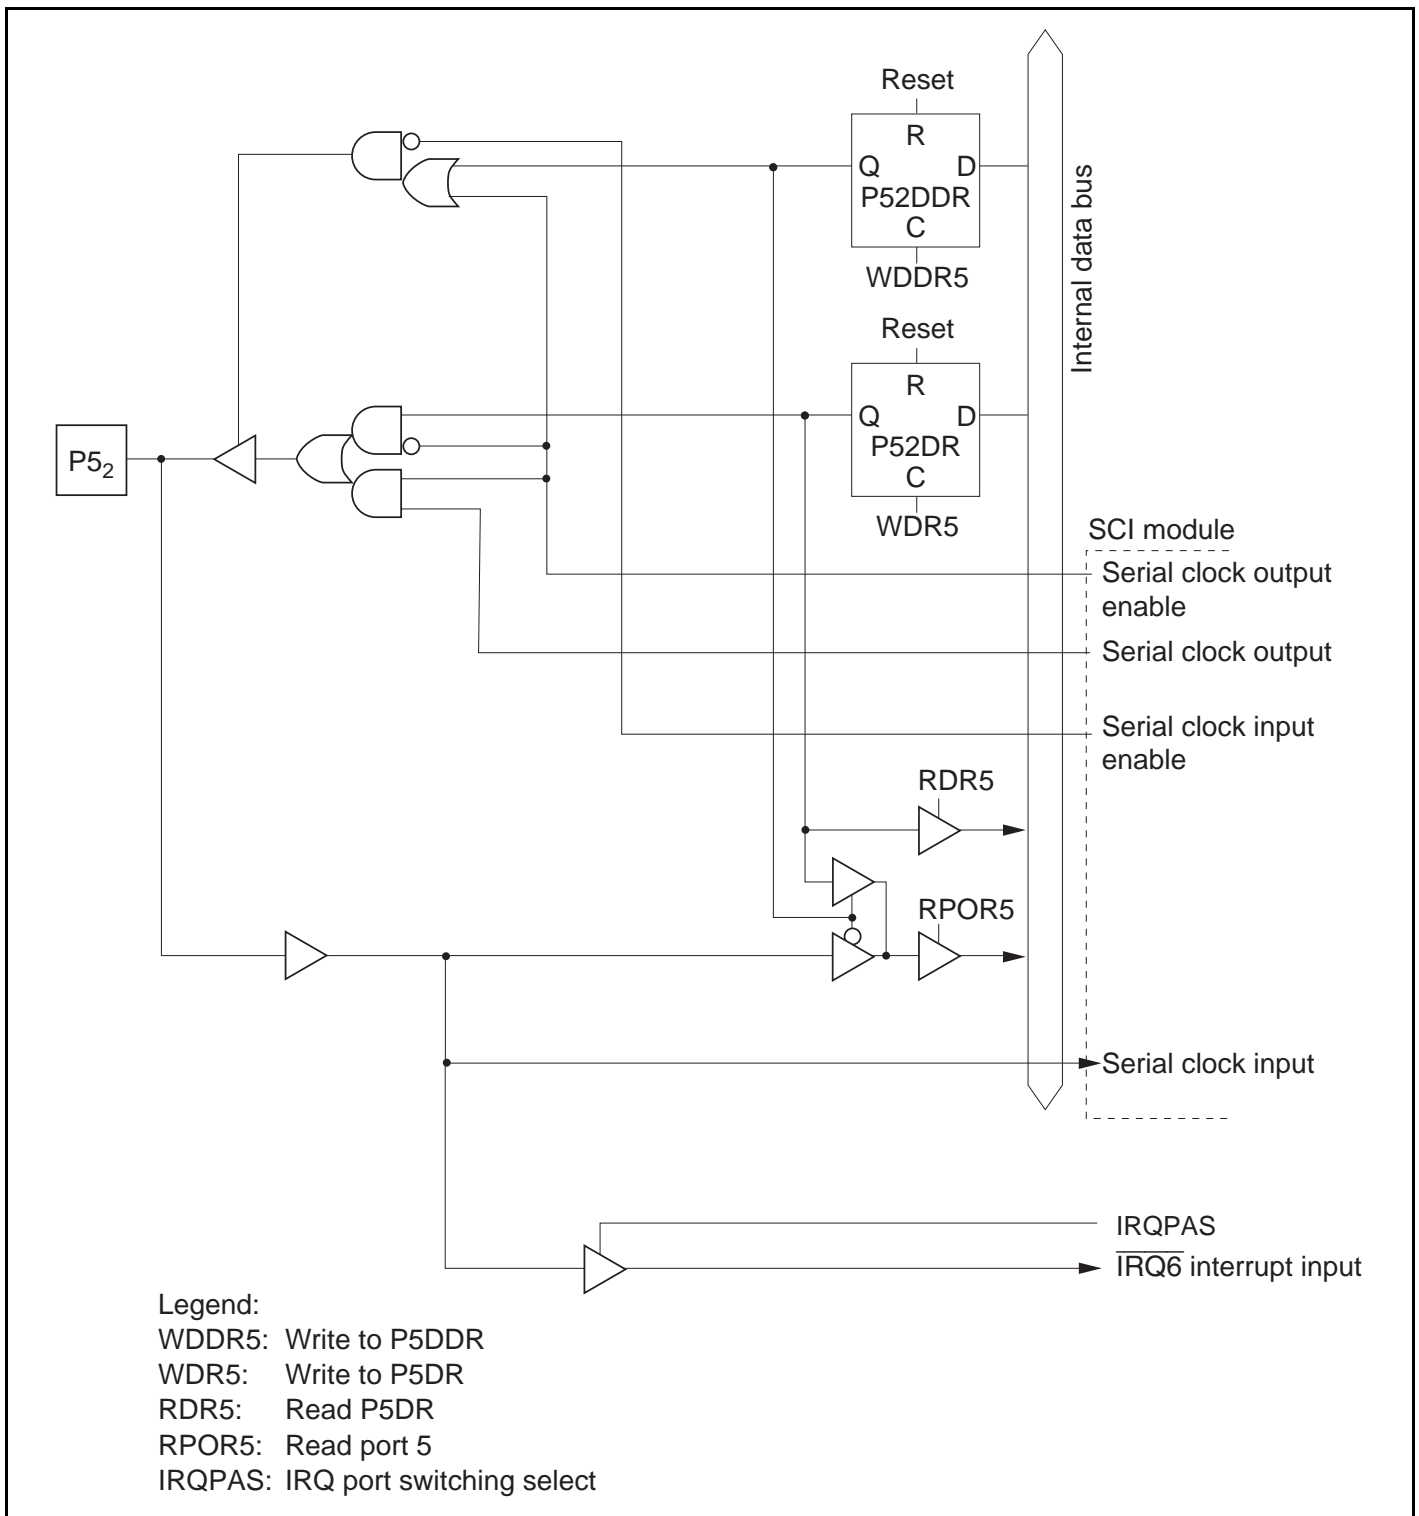 Reset
R
Q D
P52DDR
C
WDDR5
Internal data bus
Reset
R
Q D
P52DR
C
WDR5
P5₂
SCI module
Serial clock output
enable
Serial clock output
Serial clock input
enable
RDR5
RPOR5
Serial clock input
IRQPAS
I̅R̅Q̅6̅ interrupt input
Legend:
WDDR5: Write to P5DDR
WDR5: Write to P5DR
RDR5: Read P5DR
RPOR5: Read port 5
IRQPAS: IRQ port switching select